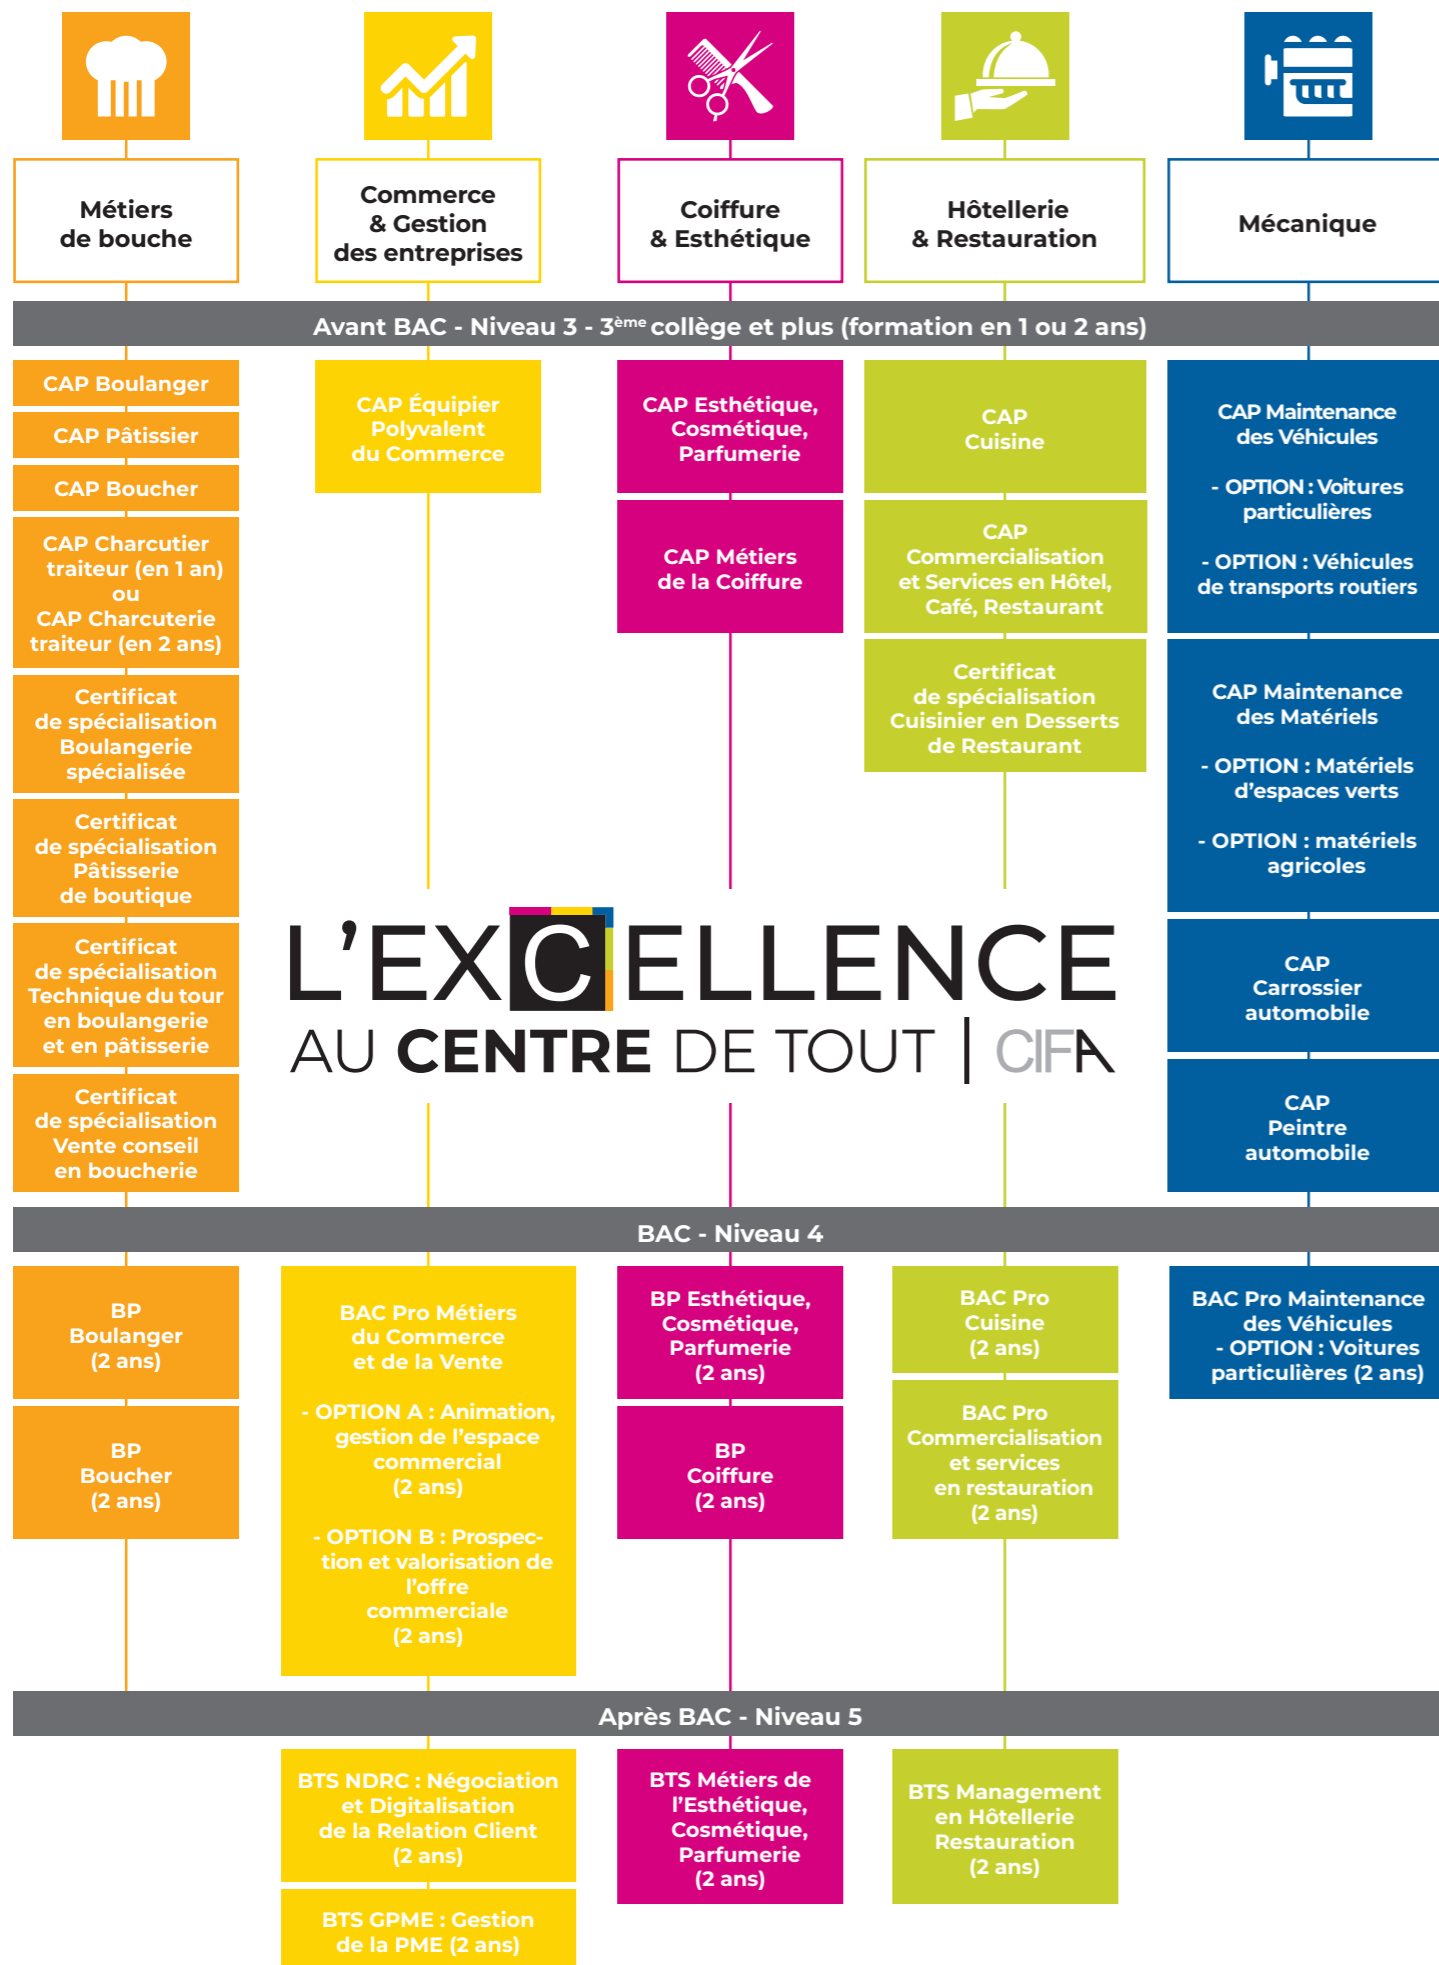 Métiers
de bouche
Commerce
& Gestion
des entreprises
Coiffure
& Esthétique
Hôtellerie
& Restauration
Mécanique
Avant BAC - Niveau 3 - 3ème collège et plus (formation en 1 ou 2 ans)
CAP Boulanger
CAP Pâtissier
CAP Boucher
CAP Charcutier
traiteur (en 1 an)
ou
CAP Charcuterie
traiteur (en 2 ans)
Certificat
de spécialisation
Boulangerie
spécialisée
Certificat
de spécialisation
Pâtisserie
de boutique
Certificat
de spécialisation
Technique du tour
en boulangerie
et en pâtisserie
Certificat
de spécialisation
Vente conseil
en boucherie
CAP Équipier
Polyvalent
du Commerce
CAP Esthétique,
Cosmétique,
Parfumerie
CAP Métiers
de la Coiffure
CAP
Cuisine
CAP
Commercialisation
et Services en Hôtel,
Café, Restaurant
Certificat
de spécialisation
Cuisinier en Desserts
de Restaurant
CAP Maintenance
des Véhicules
- OPTION : Voitures
particulières
- OPTION : Véhicules
de transports routiers
CAP Maintenance
des Matériels
- OPTION : Matériels
d'espaces verts
- OPTION : matériels
agricoles
CAP
Carrossier
automobile
CAP
Peintre
automobile
L'EXCELLENCE
AU CENTRE DE TOUT | CIFA
BAC - Niveau 4
BP
Boulanger
(2 ans)
BP
Boucher
(2 ans)
BAC Pro Métiers
du Commerce
et de la Vente
- OPTION A : Animation,
gestion de l'espace
commercial
(2 ans)
- OPTION B : Prospec-
tion et valorisation de
l'offre
commerciale
(2 ans)
BP Esthétique,
Cosmétique,
Parfumerie
(2 ans)
BP
Coiffure
(2 ans)
BAC Pro
Cuisine
(2 ans)
BAC Pro
Commercialisation
et services
en restauration
(2 ans)
BAC Pro Maintenance
des Véhicules
- OPTION : Voitures
particulières (2 ans)
Après BAC - Niveau 5
BTS NDRC : Négociation
et Digitalisation
de la Relation Client
(2 ans)
BTS GPME : Gestion
de la PME (2 ans)
BTS Métiers de
l'Esthétique,
Cosmétique,
Parfumerie
(2 ans)
BTS Management
en Hôtellerie
Restauration
(2 ans)